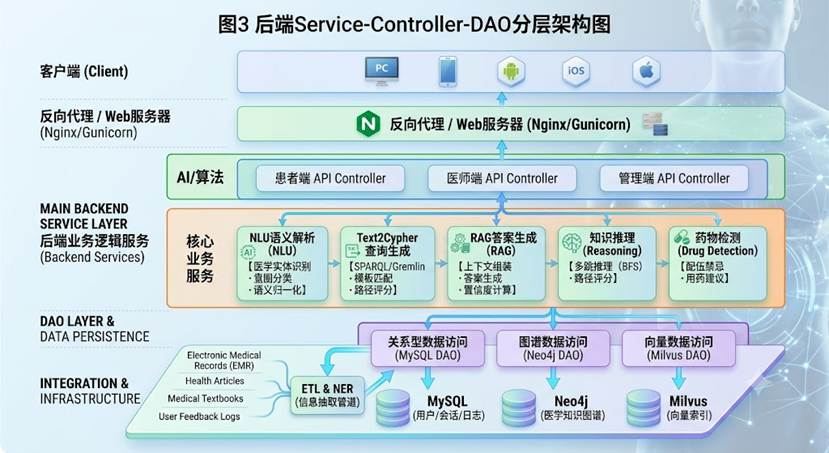 图3 后端Service-Controller-DAO分层架构图
客户端 (Client)
PC
iOS
反向代理 / Web服务器
(Nginx/Gunicorn)
N
反向代理 / Web服务器 (Nginx/Gunicorn)
AI/算法
患者端 API Controller
医师端 API Controller
管理端 API Controller
MAIN BACKEND
SERVICE LAYER
后端业务逻辑服务
(Backend Services)
核心
业务
服务
NLU语义解析
(NLU)
AI
【医学实体识别
• 意图分类
• 语义归一化】
Text2Cypher
查询生成
【SPARQL/Gremlin
• 模板匹配
• 路径评分】
RAG答案生成
(RAG)
【上下文组装
• 答案生成
• 置信度计算】
知识推理
(Reasoning)
• 多跳推理（BFS）
• 路径评分】
药物检测
(Drug Detection)
【配伍禁忌
• 用药建议】
DAO LAYER &
DATA PERSISTENCE
关系型数据访问
(MySQL DAO)
图谱数据访问
(Neo4j DAO)
向量数据访问
(Milvus DAO)
INTEGRATION &
INFRASTRUCTURE
Electronic Medical
Records (EMR)
Health Articles
Medical Textbooks
User Feedback Logs
ETL & NER
(信息抽取管道)
MySQL
(用户/会话/日志)
Neo4j
(医学知识图谱)
Milvus
(向量索引)